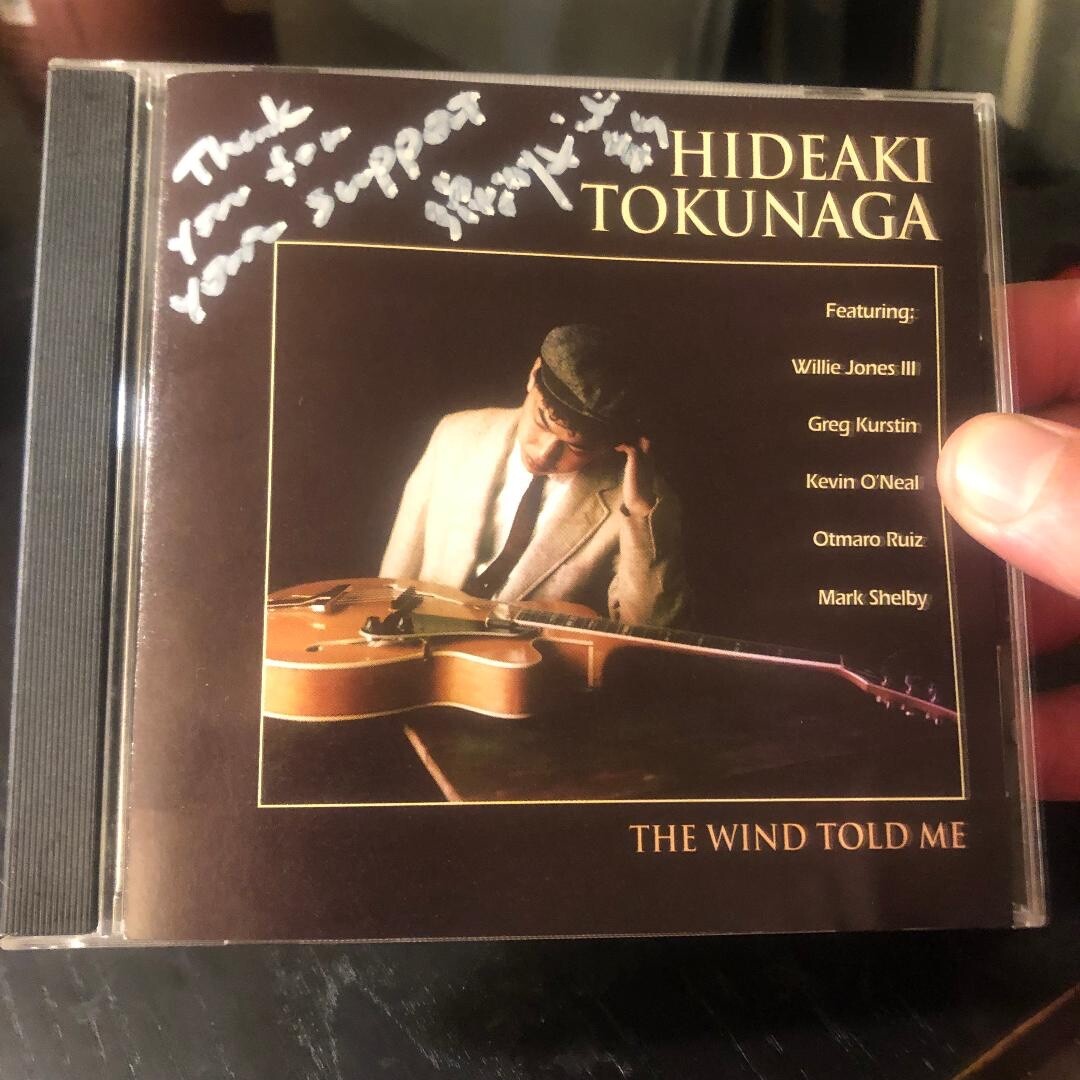 Thank
you for
your support
HIDEAKI
TOKUNAGA
Featuring:
Willie Jones III
Greg Kurstin
Kevin O'Neal
Otmaro Ruiz
Mark Shelby
THE WIND TOLD ME